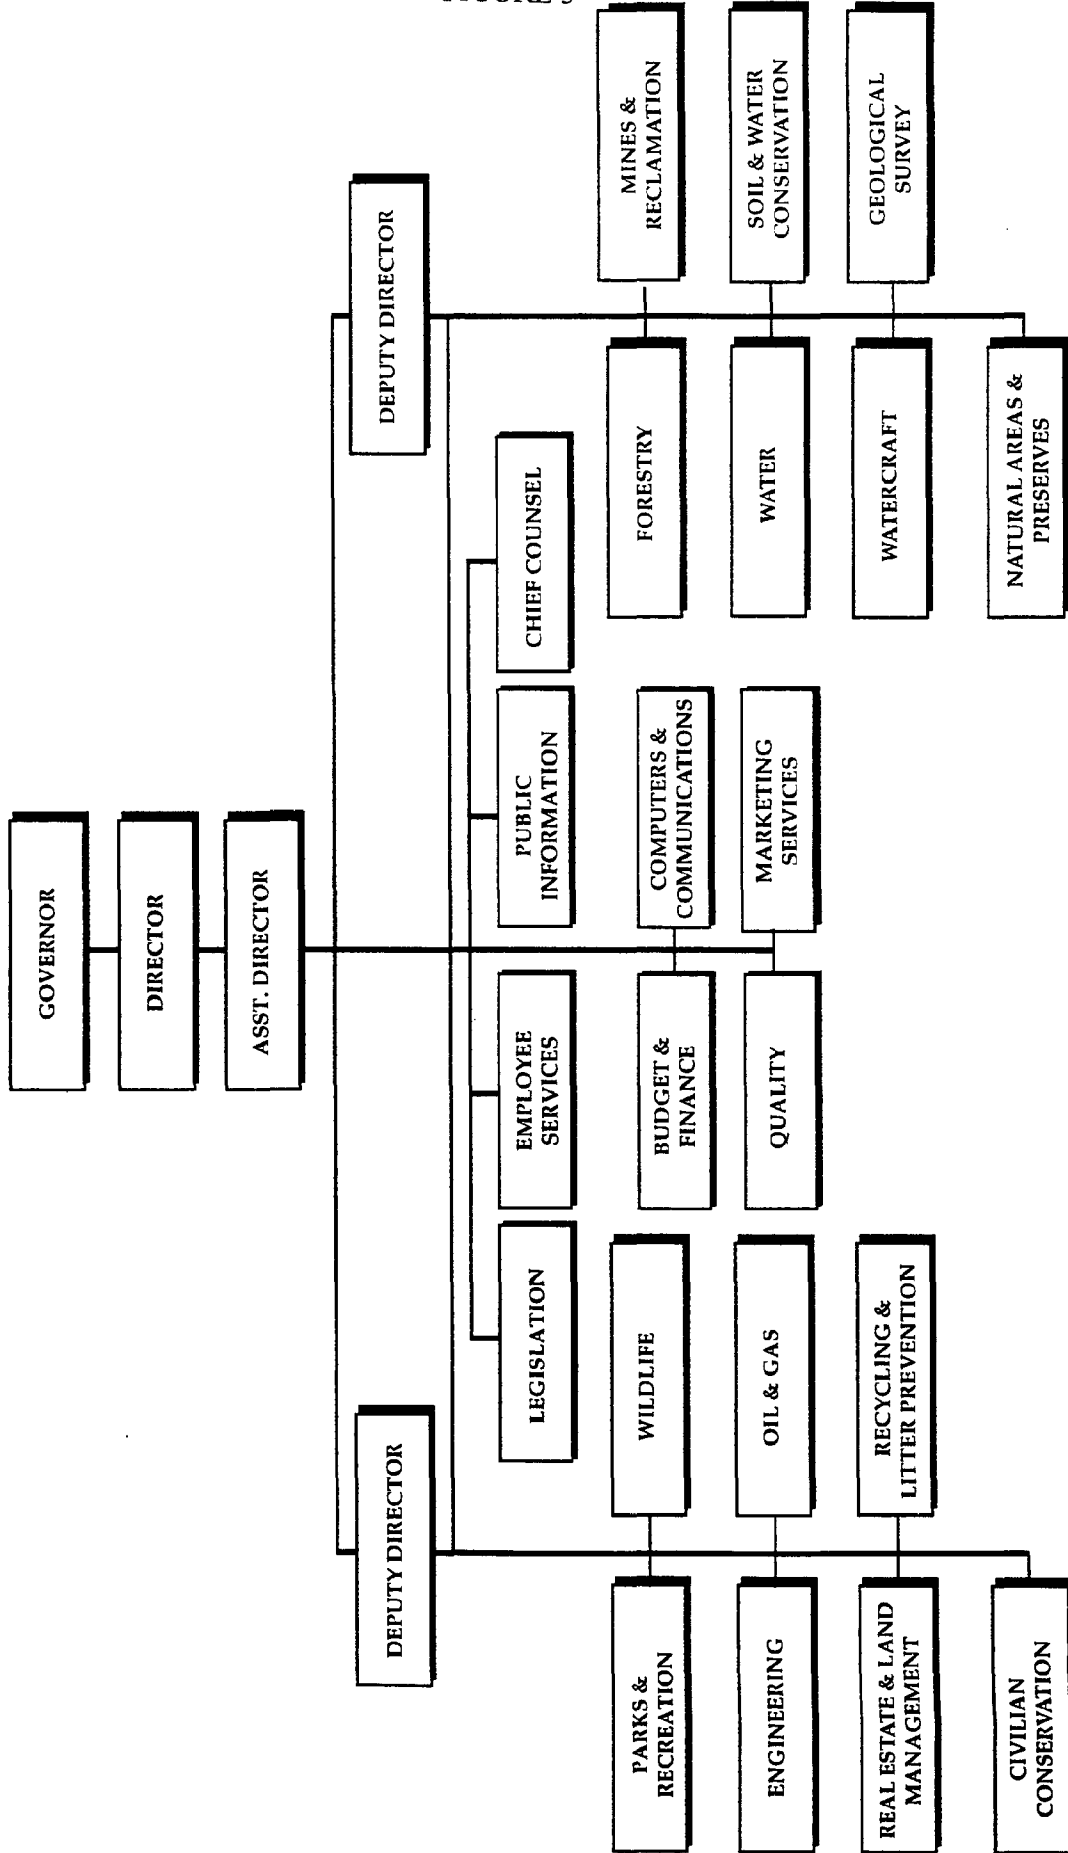 GOVERNOR
DIRECTOR
ASST. DIRECTOR
DEPUTY DIRECTOR
DEPUTY DIRECTOR
LEGISLATION
EMPLOYEE
SERVICES
PUBLIC
INFORMATION
CHIEF COUNSEL
PARKS &
RECREATION
WILDLIFE
BUDGET &
FINANCE
COMPUTERS &
COMMUNICATIONS
FORESTRY
MINES &
RECLAMATION
ENGINEERING
OIL & GAS
QUALITY
MARKETING
SERVICES
WATER
SOIL & WATER
CONSERVATION
REAL ESTATE & LAND
MANAGEMENT
RECYCLING &
LITTER PREVENTION
WATERCRAFT
GEOLOGICAL
SURVEY
CIVILIAN
CONSERVATION
NATURAL AREAS &
PRESERVES